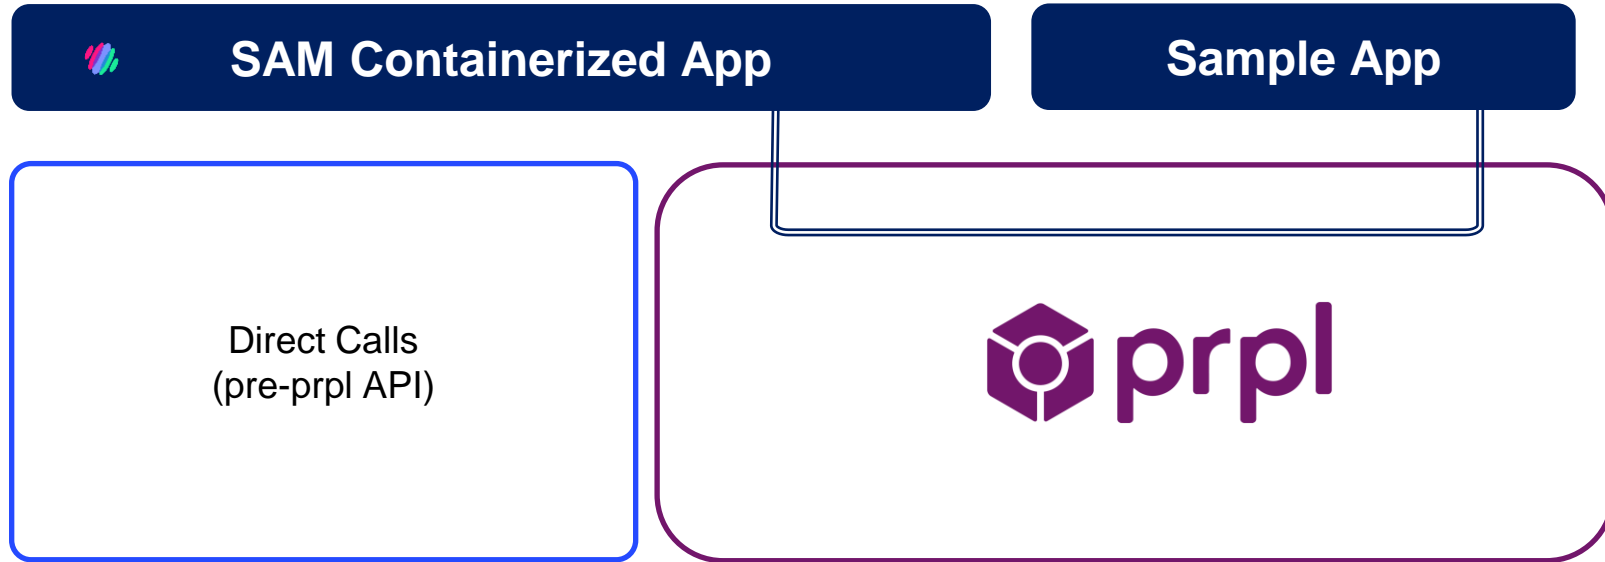 SAM Containerized App
Sample App
Direct Calls
(pre-prpl API)
prpl